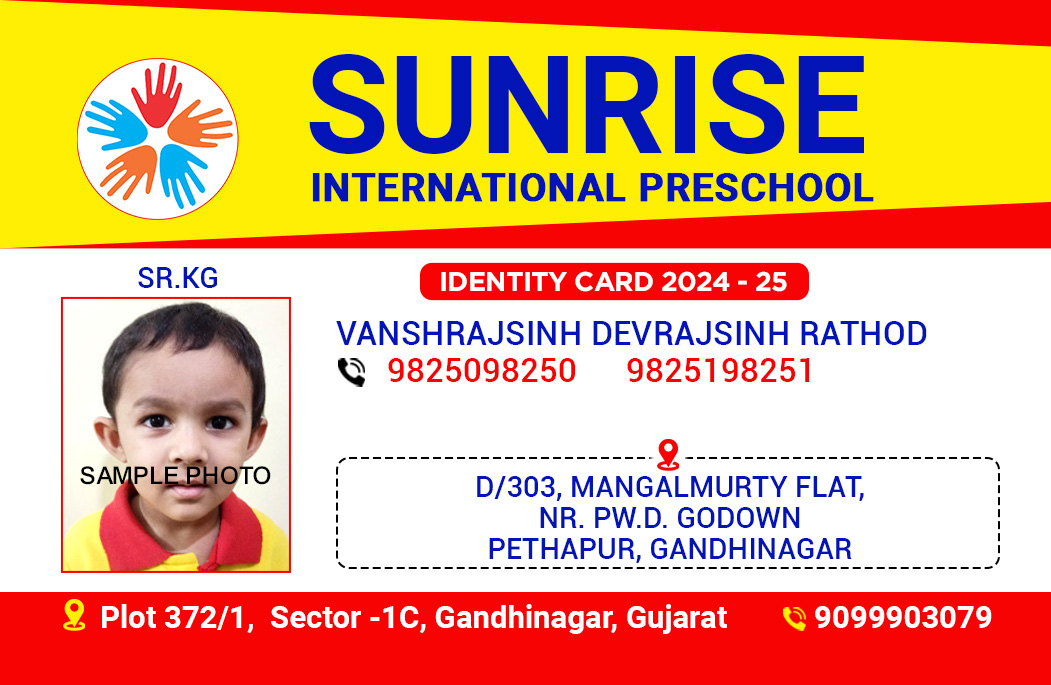 SUNRISE
INTERNATIONAL PRESCHOOL
SR.KG
SAMPLE PHOTO
IDENTITY CARD 2024 - 25
VANSHRAJSINH DEVRAJSINH RATHOD
9825098250 9825198251
D/303, MANGALMURTY FLAT,
NR. PW.D. GODOWN
PETHAPUR, GANDHINAGAR
Plot 372/1, Sector -1C, Gandhinagar, Gujarat 9099903079